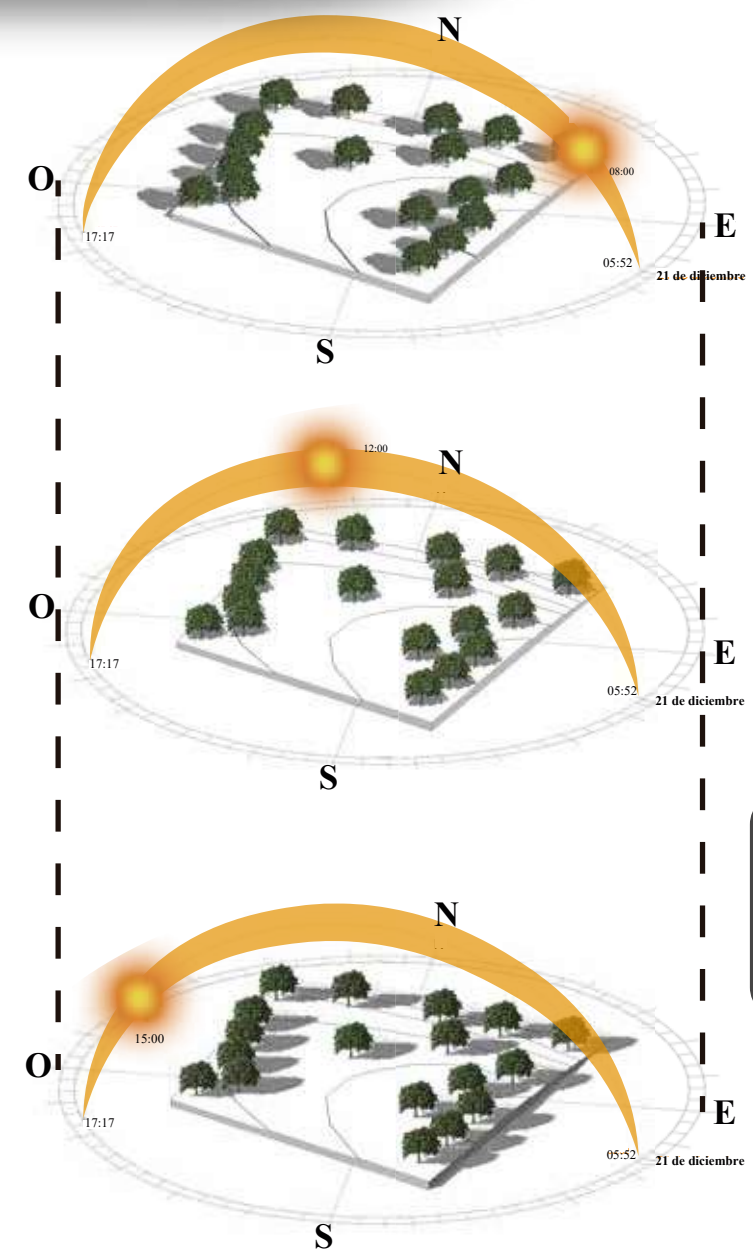 N
O
08:00
E
17:17
05:52
21 de diciembre
S
12:00
N
O
E
17:17
05:52
21 de diciembre
S
N
15:00
O
E
17:17
05:52
21 de diciembre
S